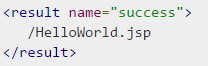 <result name="success">
    /HelloWorld.jsp
</result>